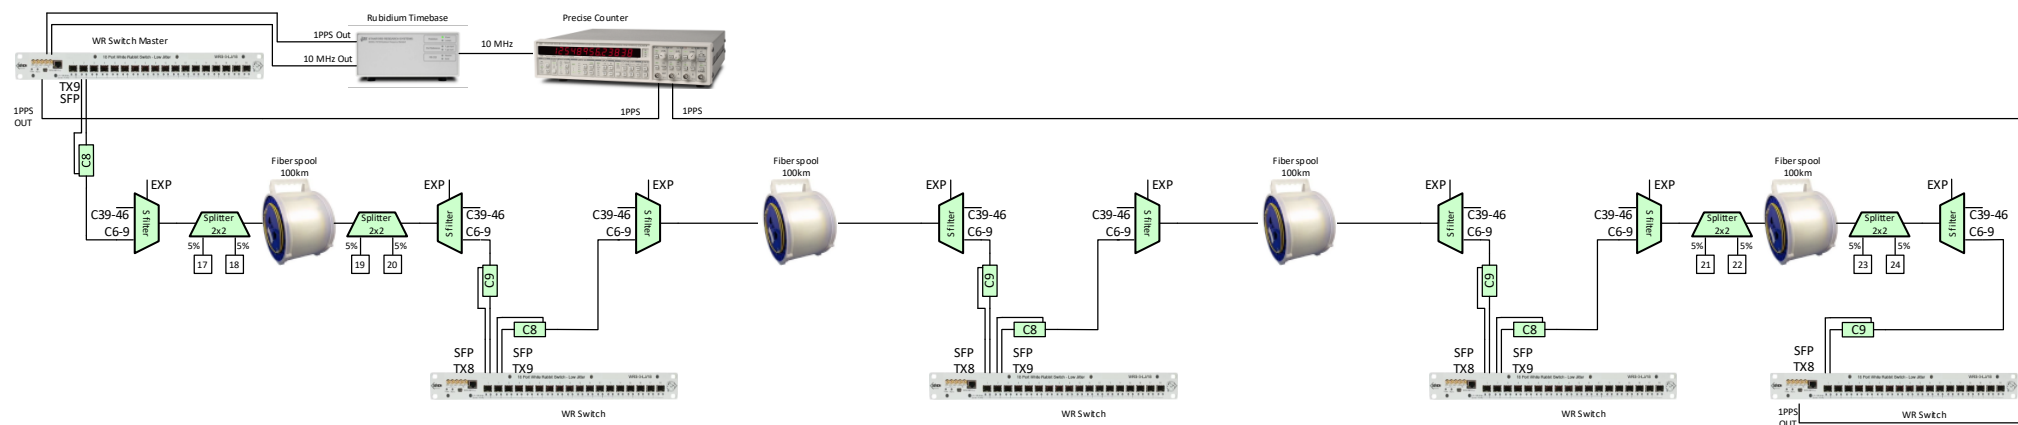 Rubidium Timebase
Precise Counter
WR Switch Master
1PPS Out
10 MHz Out
10 MHz
TX9
SFP
1PPS
OUT
1PPS
1PPS
C8
EXP
C39-46
C6-9
S filter
Splitter
2x2
5%
5%
17
18
Fiber spool
100km
Splitter
2x2
5%
5%
19
20
EXP
S filter
C39-46
C6-9
C9
C8
SFP
TX8
SFP
TX9
WR Switch
EXP
C39-46
C6-9
S filter
Fiber spool
100km
EXP
S filter
C39-46
C6-9
C9
C8
SFP
TX8
SFP
TX9
WR Switch
EXP
C39-46
C6-9
S filter
Fiber spool
100km
EXP
S filter
C39-46
C6-9
C9
C8
SFP
TX8
SFP
TX9
WR Switch
EXP
C39-46
C6-9
S filter
Splitter
2x2
5%
5%
21
22
Fiber spool
100km
Splitter
2x2
5%
5%
23
24
EXP
S filter
C39-46
C6-9
C9
SFP
TX8
1PPS
OUT
WR Switch